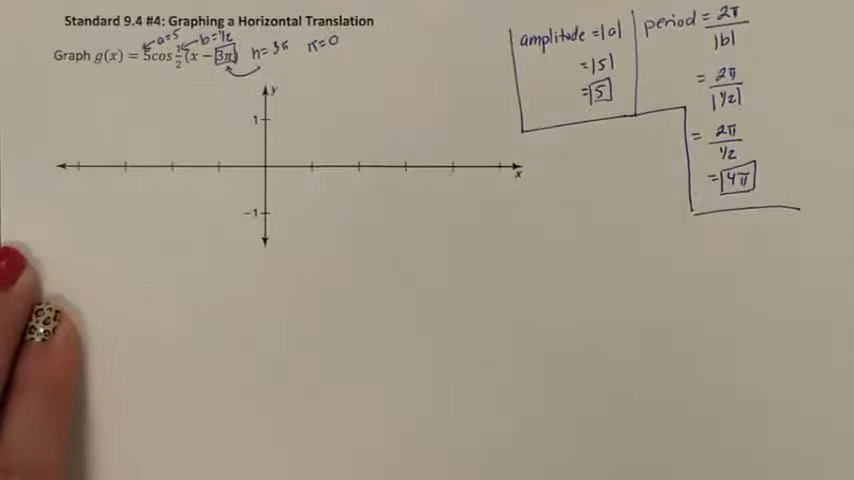 Standard 9.4 #4: Graphing a Horizontal Translation
a=5 b=1/2
Graph g(x) = 5cos 1/2 (x − 3π) h=3π k=0
y
1
x
−1
amplitude = |a|
= |5|
= 5
period = 2π/|b|
= 2π/|1/2|
= 2π/1/2
= 4π